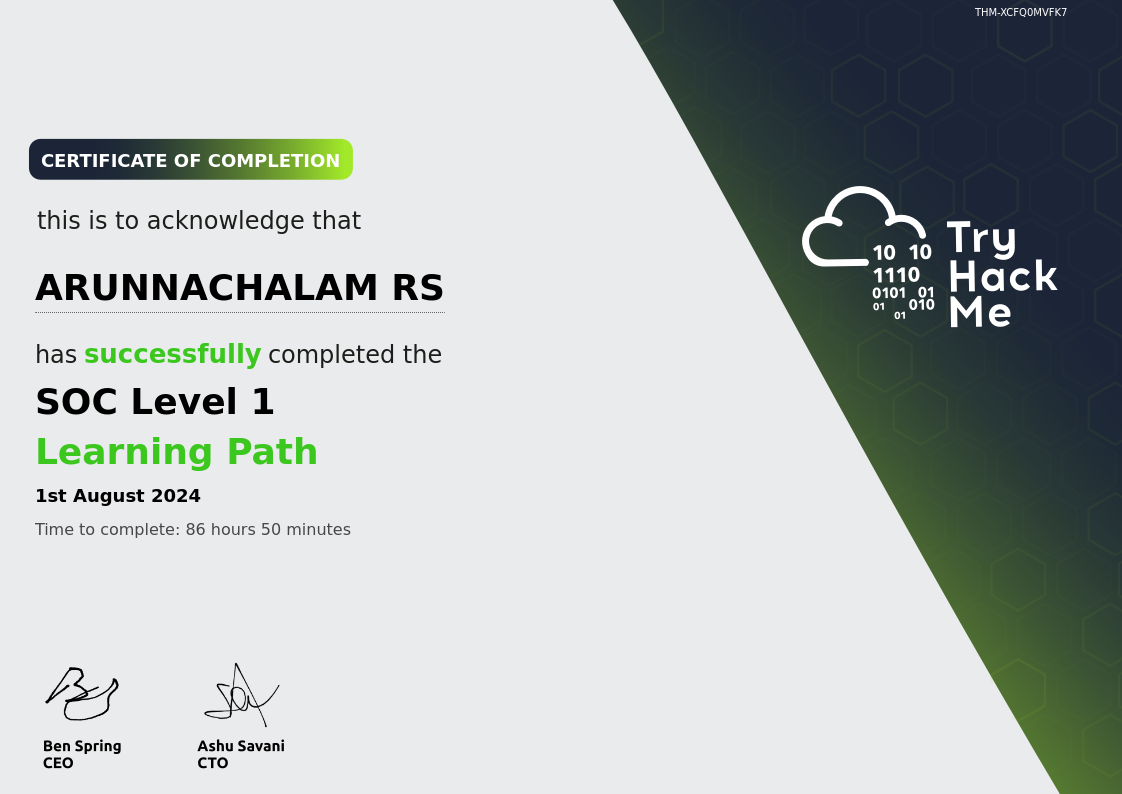 THM-XCFQ0MVFK7
CERTIFICATE OF COMPLETION
this is to acknowledge that
ARUNNACHALAM RS
has successfully completed the
SOC Level 1
Learning Path
1st August 2024
Time to complete: 86 hours 50 minutes
10 10
1110
0101 01
01 010
01
Try
Hack
Me
Ben Spring
CEO
Ashu Savani
CTO